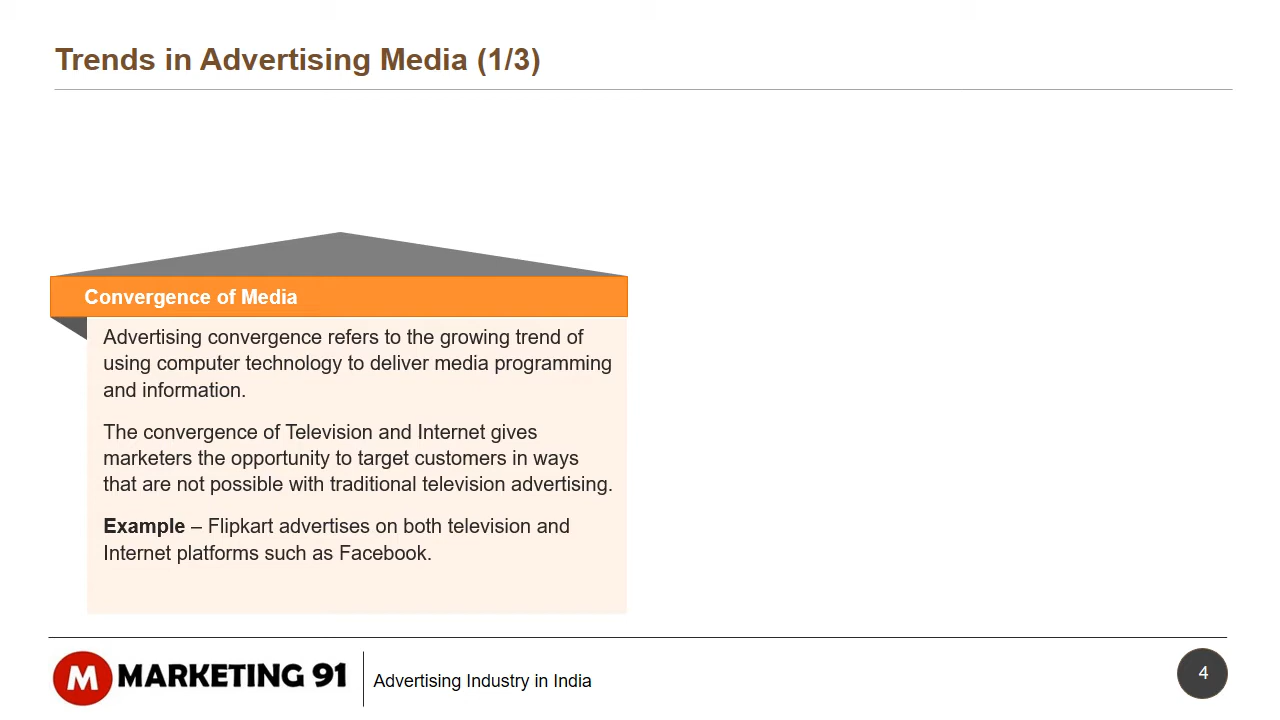 Trends in Advertising Media (1/3)
Convergence of Media
Advertising convergence refers to the growing trend of
using computer technology to deliver media programming
and information.
The convergence of Television and Internet gives
marketers the opportunity to target customers in ways
that are not possible with traditional television advertising.
Example – Flipkart advertises on both television and
Internet platforms such as Facebook.
M MARKETING 91
Advertising Industry in India
4